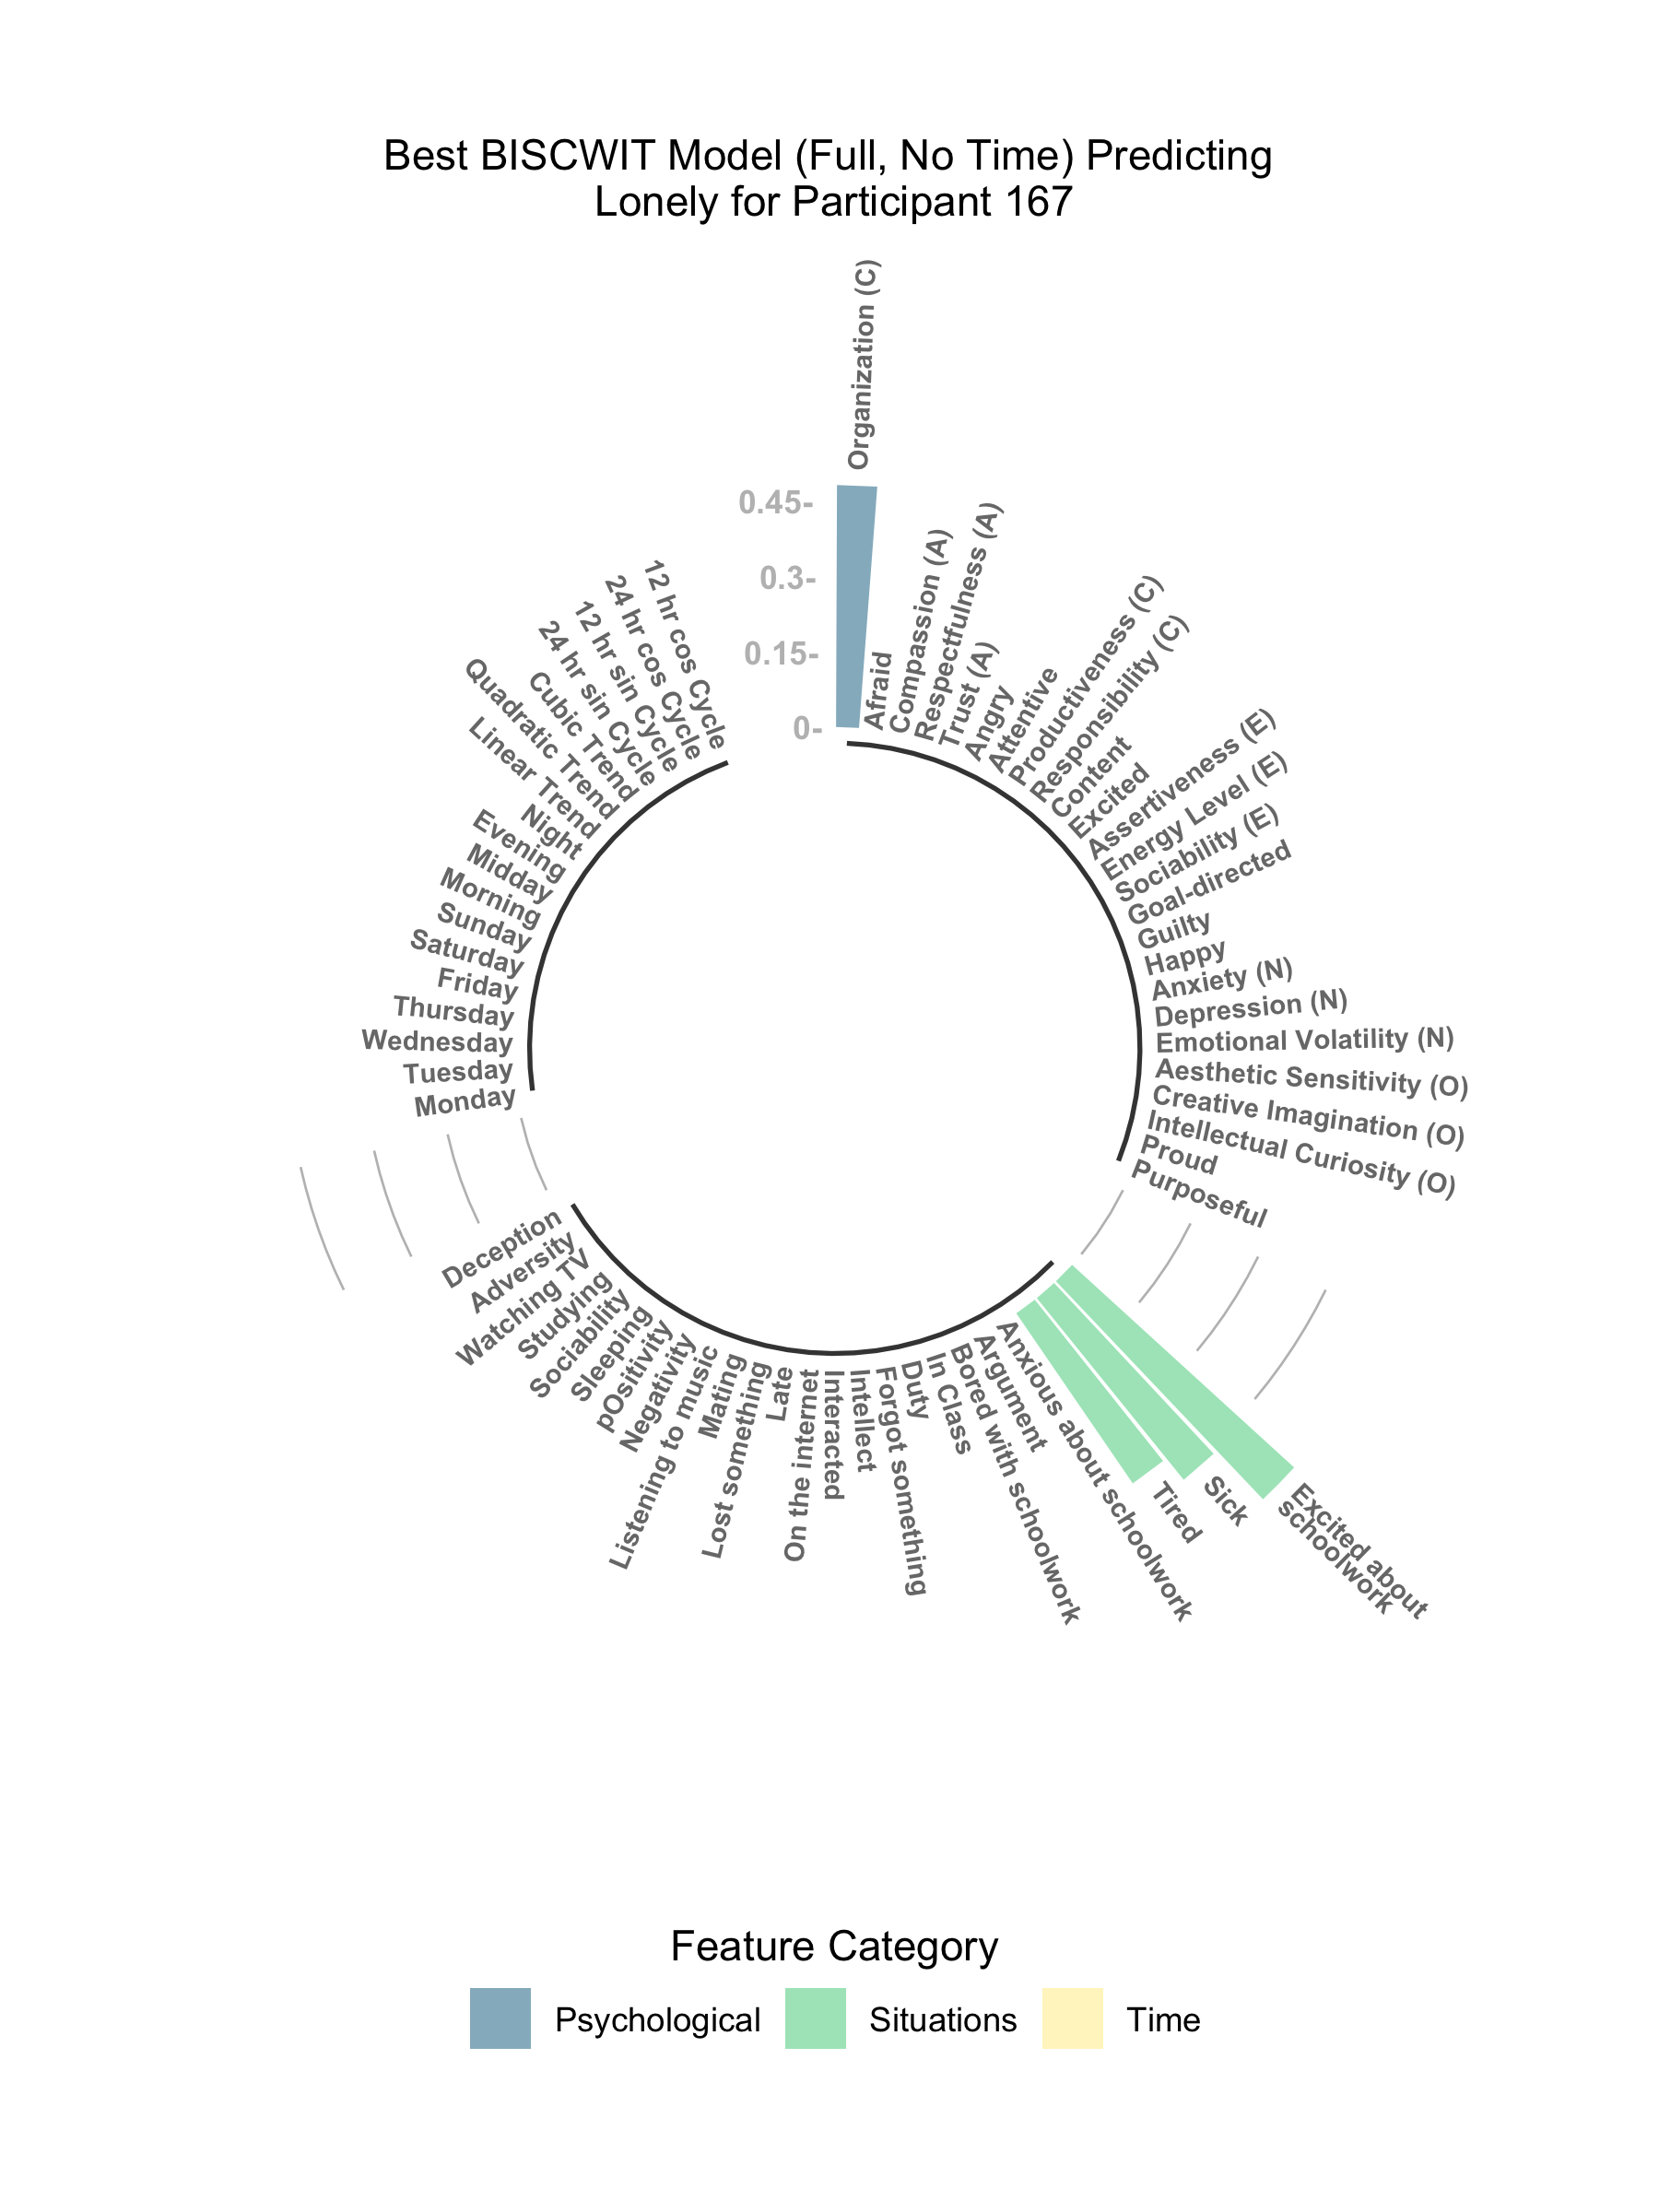 Best BISCWIT Model (Full, No Time) Predicting
Lonely for Participant 167
0.45-
0.3-
0.15-
0-
Organization (C)
Afraid
Compassion (A)
Respectfulness (A)
Trust (A)
Angry
Attentive
Productiveness (C)
Responsibility (C)
Content
Excited
Assertiveness (E)
Energy Level (E)
Sociability (E)
Goal-directed
Guilty
Happy
Anxiety (N)
Depression (N)
Emotional Volatility (N)
Aesthetic Sensitivity (O)
Creative Imagination (O)
Intellectual Curiosity (O)
Proud
Purposeful
Excited about
schoolwork
Sick
Tired
Anxious about schoolwork
Argument
Bored with schoolwork
In Class
Duty
Forgot something
Intellect
Interacted
On the internet
Late
Lost something
Mating
Listening to music
Negativity
pOsitivity
Sleeping
Sociability
Studying
Watching TV
Adversity
Deception
Monday
Tuesday
Wednesday
Thursday
Friday
Saturday
Sunday
Morning
Midday
Evening
Night
Linear Trend
Quadratic Trend
Cubic Trend
24 hr sin Cycle
12 hr sin Cycle
24 hr cos Cycle
12 hr cos Cycle
Feature Category
Psychological
Situations
Time